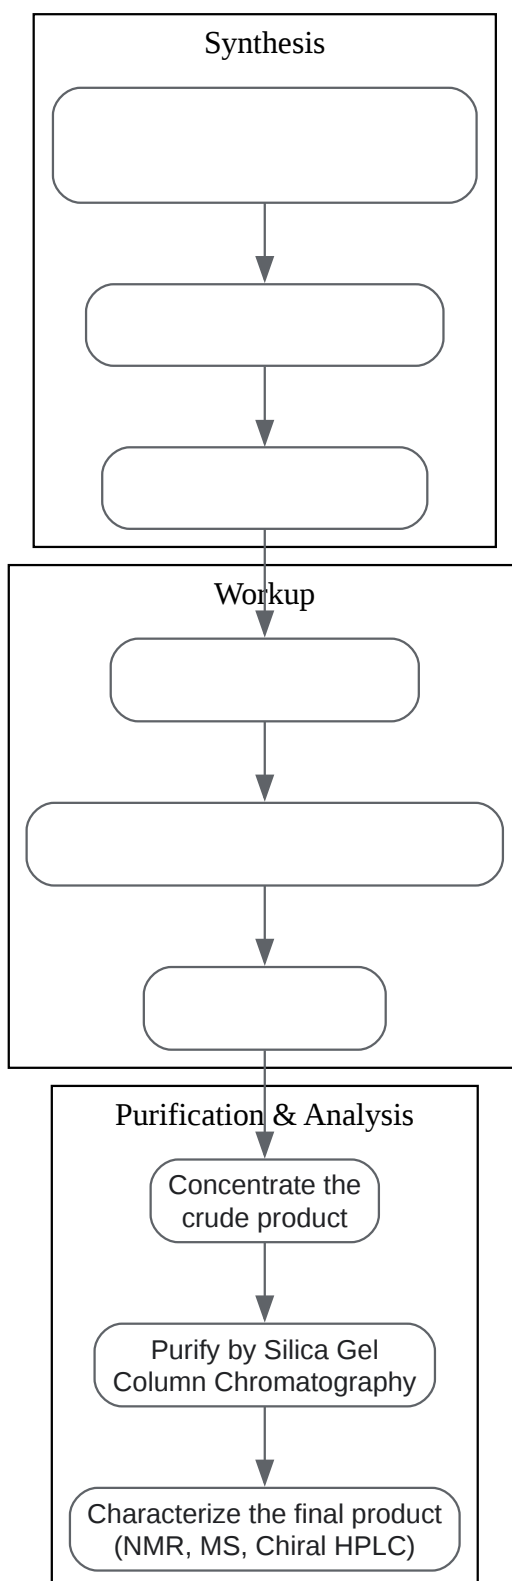 Synthesis
Workup
Purification & Analysis
Concentrate the
crude product
Purify by Silica Gel
Column Chromatography
Characterize the final product
(NMR, MS, Chiral HPLC)